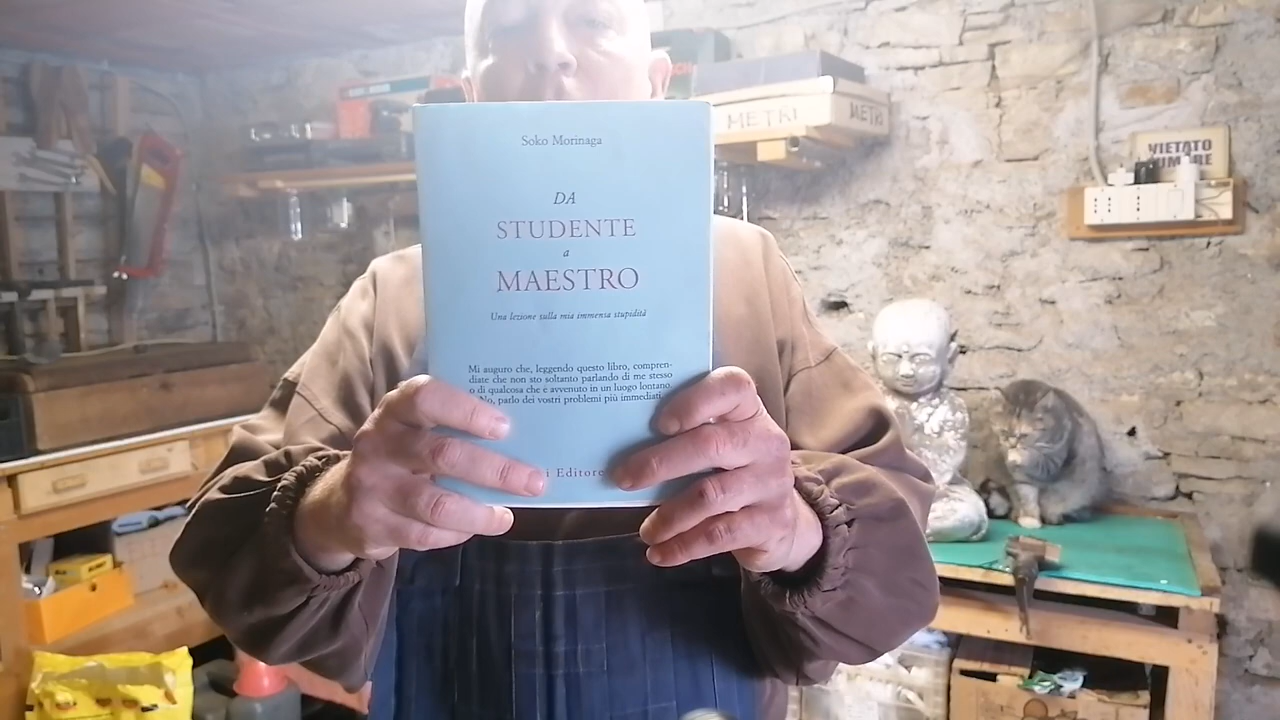 Soko Morinaga
DA
STUDENTE
a
MAESTRO
Una lezione sulla mia immensa stupidità
Mi auguro che, leggendo questo libro, compren-
diate che non sto soltanto parlando di me stesso
o di qualcosa che è avvenuto in un luogo lontano.
No, parlo dei vostri problemi più immediati.
Editore
METRI
METRI
VIETATO